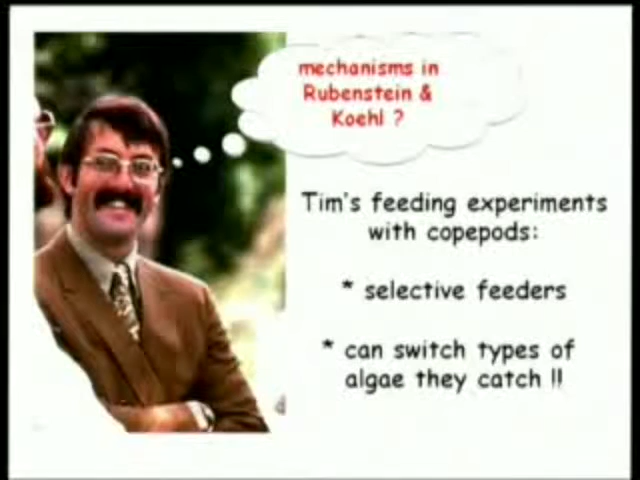 mechanisms in
Rubenstein &
Koehl ?
Tim's feeding experiments
with copepods:
* selective feeders
* can switch types of
algae they catch !!